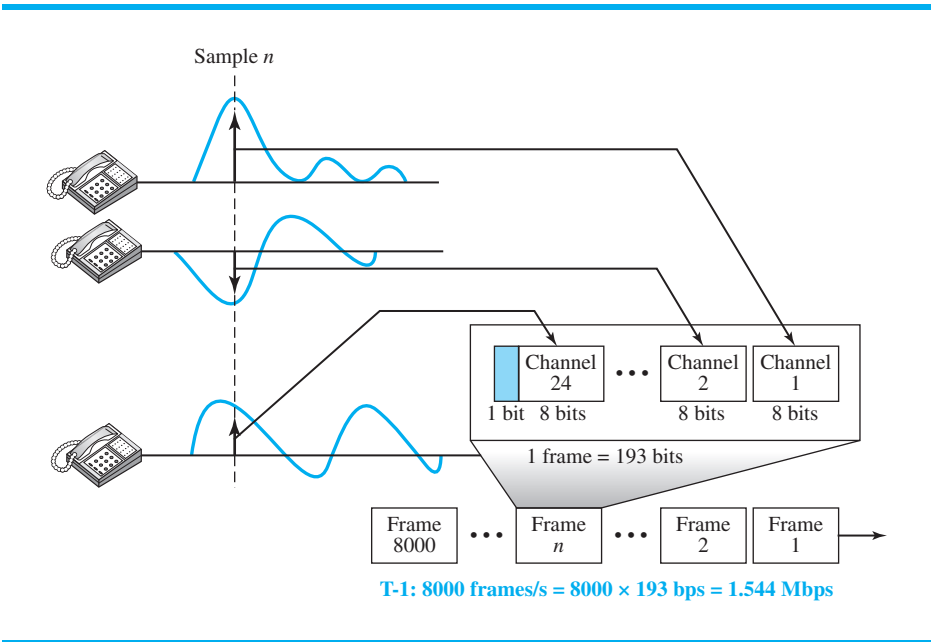 Sample n
Channel 24
•••
Channel 2
Channel 1
1 bit 8 bits
8 bits
8 bits
1 frame = 193 bits
Frame 8000
•••
Frame n
•••
Frame 2
Frame 1
T-1: 8000 frames/s = 8000 × 193 bps = 1.544 Mbps